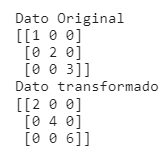 Dato Original
[[1 0 0]
[0 2 0]
[0 0 3]]
Dato transformado
[[2 0 0]
[0 4 0]
[0 0 6]]